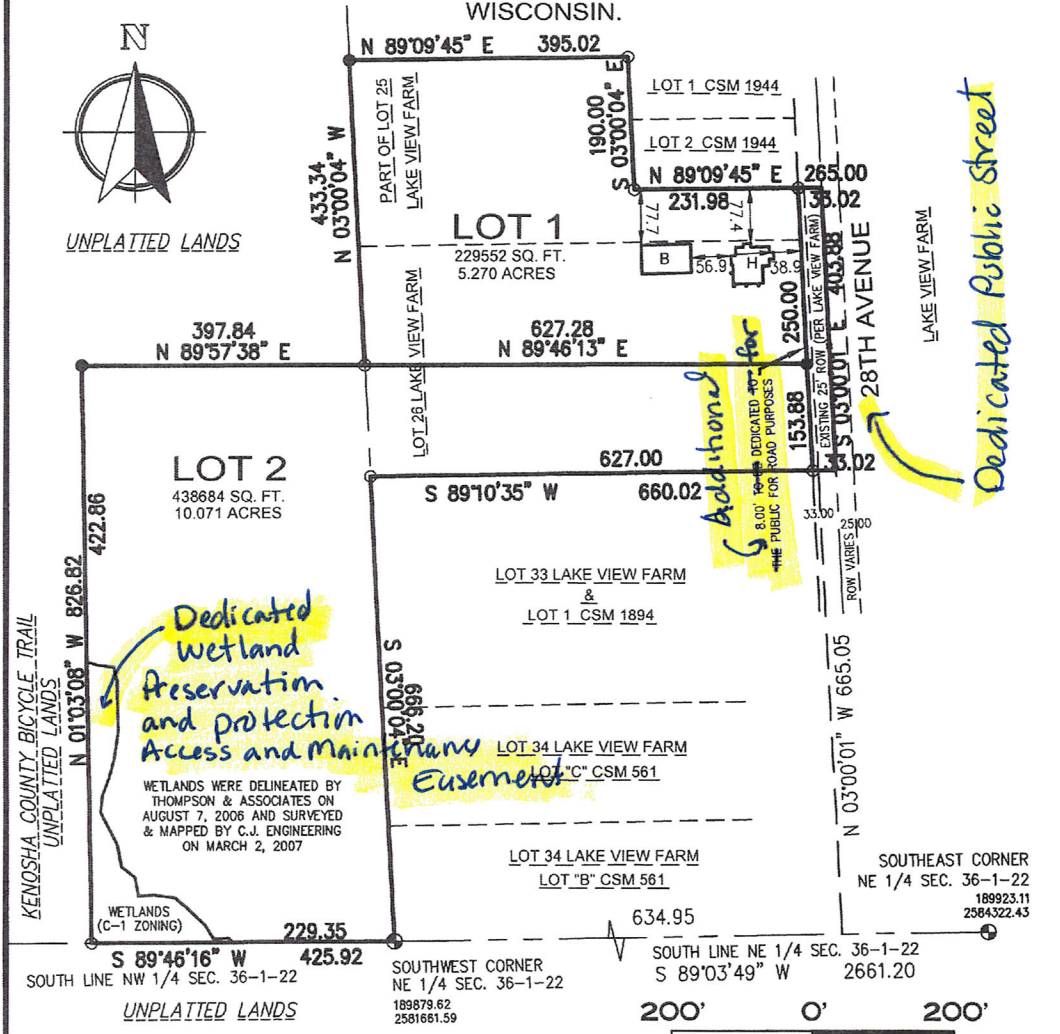 WISCONSIN.
N
N 89°09'45" E 395.02
UNPLATTED LANDS
433.34
N 03°00'04" W
PART OF LOT 25
LAKE VIEW FARM
190.00
S 03°00'04" E
LOT 1 CSM 1944
LOT 2 CSM 1944
N 89°09'45" E 265.00
231.98 33.02
77.7
77.4
LOT 1
229552 SQ. FT.
5.270 ACRES
B
56.9
H
38.9
250.00
EXISTING 25' ROW (PER LAKE VIEW FARM)
S 03°00'01" E 403.88
28TH AVENUE
LAKE VIEW FARM
Dedicated Public Street
397.84
N 89°57'38" E
627.28
N 89°46'13" E
LOT 26 LAKE VIEW FARM
Additional
for
8.00' TO BE DEDICATED TO
THE PUBLIC FOR ROAD PURPOSES
153.88
LOT 2
438684 SQ. FT.
10.071 ACRES
627.00
33.02
S 89°10'35" W 660.02
33.00
25.00
ROW VARIES
422.86
N 01°03'08" W 826.82
KENOSHA COUNTY BICYCLE TRAIL
UNPLATTED LANDS
LOT 33 LAKE VIEW FARM
&
LOT 1 CSM 1894
Dedicated
Wetland
Preservation
and protection
Access and Maintenance
Easement
S 03°00'04" E
666.20
N 03°00'01" W 665.05
LOT 34 LAKE VIEW FARM
LOT "C" CSM 561
WETLANDS WERE DELINEATED BY
THOMPSON & ASSOCIATES ON
AUGUST 7, 2006 AND SURVEYED
& MAPPED BY C.J. ENGINEERING
ON MARCH 2, 2007
LOT 34 LAKE VIEW FARM
LOT "B" CSM 561
SOUTHEAST CORNER
NE 1/4 SEC. 36-1-22
189923.11
2584322.43
WETLANDS
(C-1 ZONING)
229.35
634.95
S 89°46'16" W 425.92
SOUTH LINE NW 1/4 SEC. 36-1-22
SOUTHWEST CORNER
NE 1/4 SEC. 36-1-22
189879.62
2581661.59
SOUTH LINE NE 1/4 SEC. 36-1-22
S 89°03'49" W 2661.20
UNPLATTED LANDS
200' 0' 200'